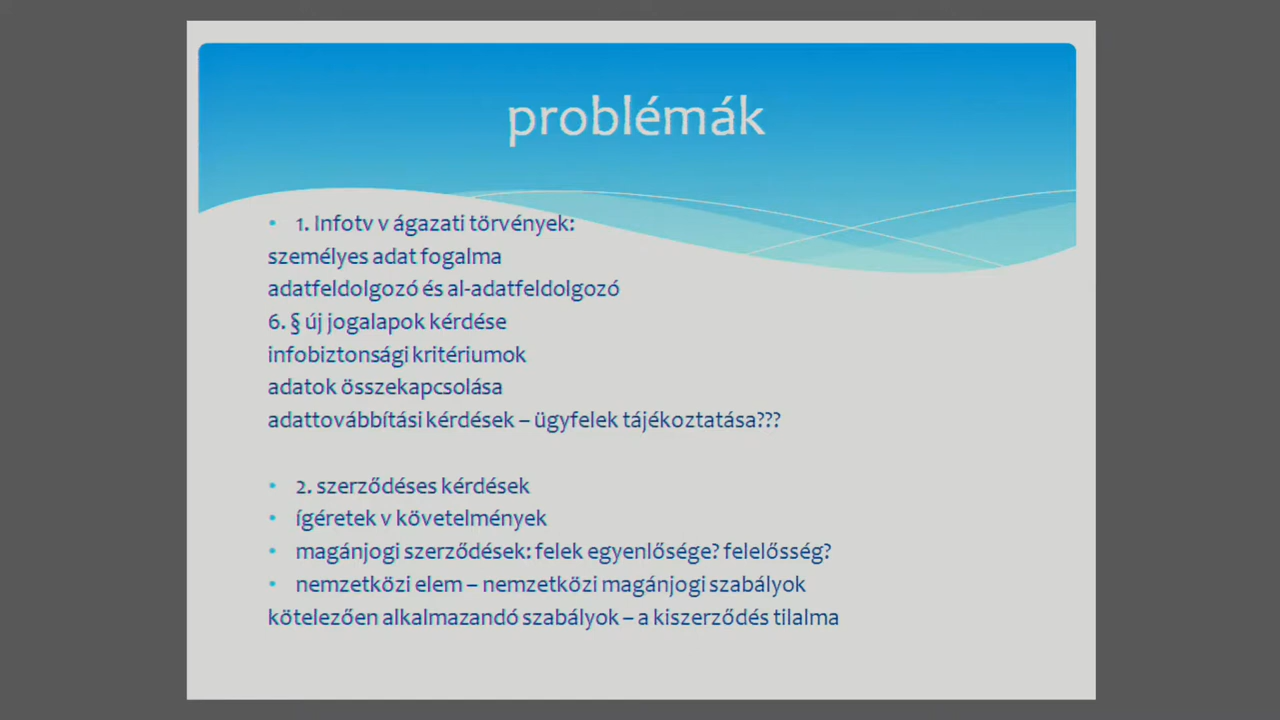 problémák
• 1. Infotv v ágazati törvények:
személyes adat fogalma
adatfeldolgozó és al-adatfeldolgozó
6. § új jogalapok kérdése
infobiztonsági kritériumok
adatok összekapcsolása
adattovábbítási kérdések – ügyfelek tájékoztatása???
• 2. szerződéses kérdések
• ígéretek v követelmények
• magánjogi szerződések: felek egyenlősége? felelősség?
• nemzetközi elem – nemzetközi magánjogi szabályok
kötelezően alkalmazandó szabályok – a kiszerződés tilalma